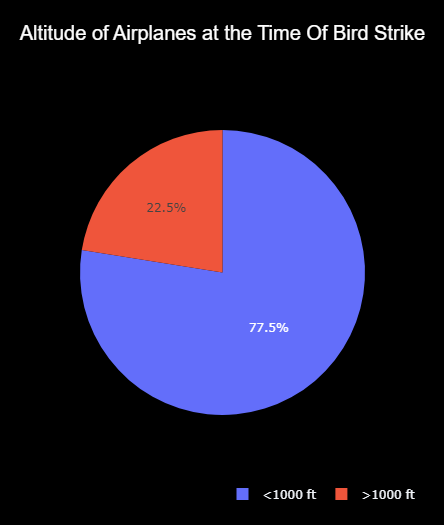 Altitude of Airplanes at the Time Of Bird Strike
22.5%
77.5%
<1000 ft >1000 ft